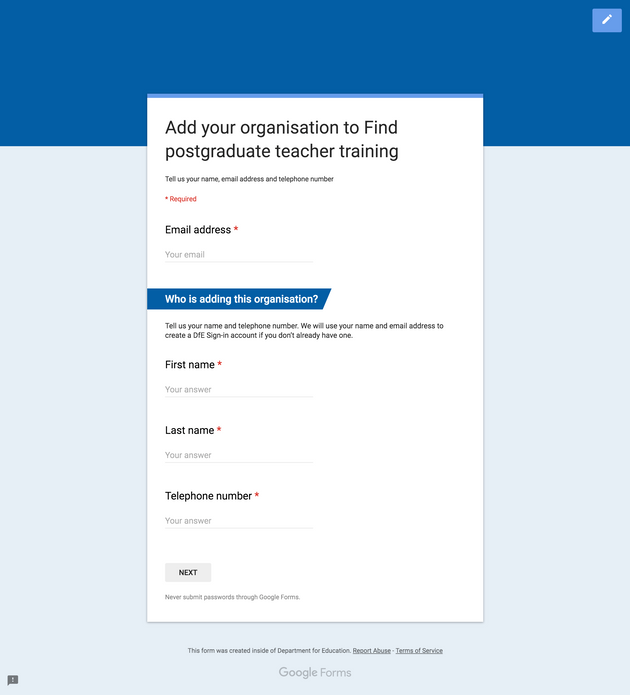 Add your organisation to Find
postgraduate teacher training
Tell us your name, email address and telephone number
* Required
Email address *
Your email
Who is adding this organisation?
Tell us your name and telephone number. We will use your name and email address to
create a DfE Sign-in account if you don't already have one.
First name *
Your answer
Last name *
Your answer
Telephone number *
Your answer
NEXT
Never submit passwords through Google Forms.
This form was created inside of Department for Education. Report Abuse - Terms of Service
Google Forms